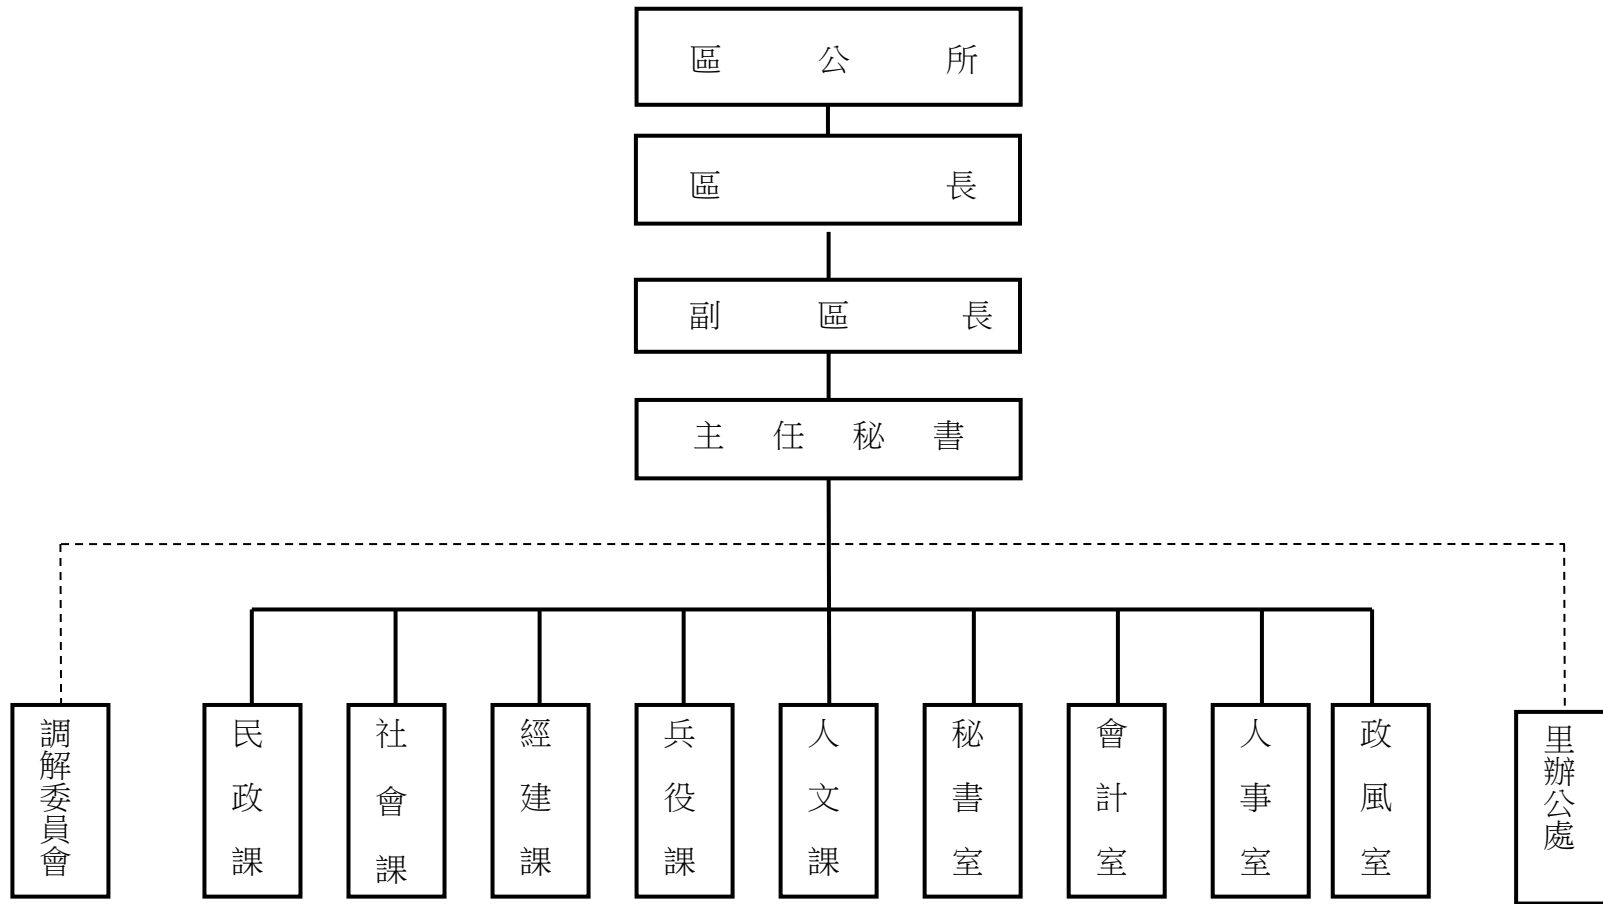 區公所
區長
副區長
主任秘書
調解委員會
民政課
社會課
經建課
兵役課
人文課
秘書室
會計室
人事室
政風室
里辦公處